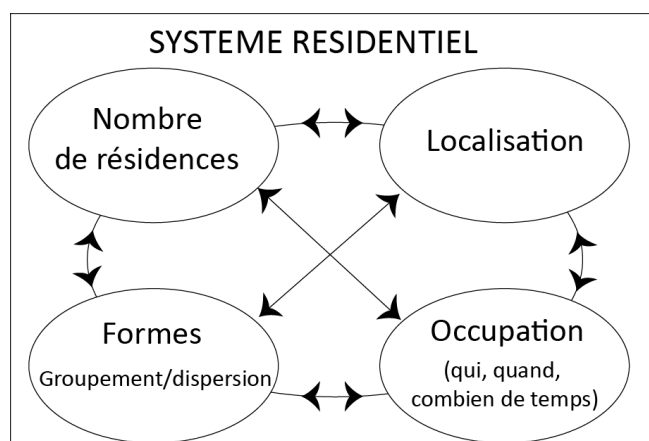 SYSTEME RESIDENTIEL
Nombre
de résidences
Localisation
Formes
Groupement/dispersion
Occupation
(qui, quand,
combien de temps)